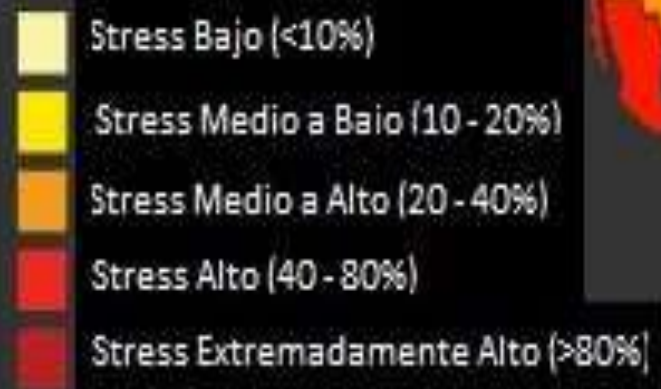 Stress Bajo (<10%)
Stress Medio a Baio (10 - 20%)
Stress Medio a Alto (20 - 40%)
Stress Alto (40 - 80%)
Stress Extremadamente Alto (>80%)